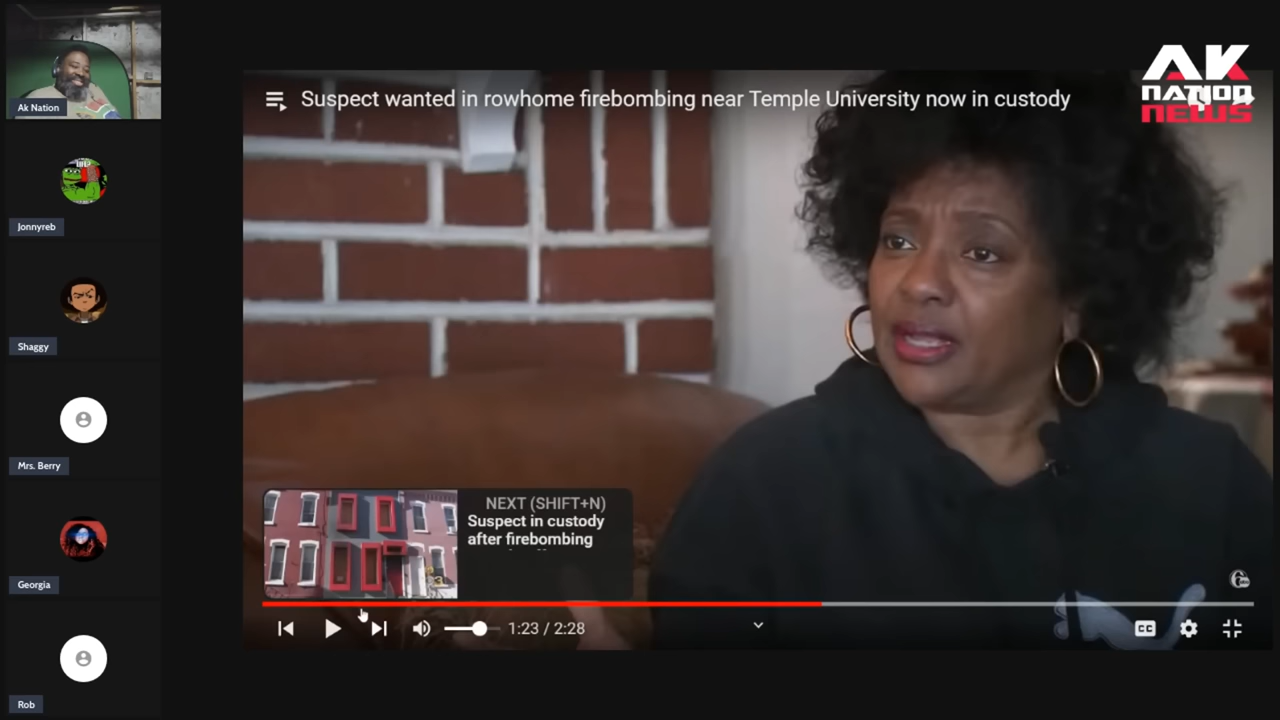 Ak Nation
Jonnyreb
Shaggy
Mrs. Berry
Georgia
Rob
Suspect wanted in rowhome firebombing near Temple University now in custody
AK
NATION
NEWS
NEXT (SHIFT+N)
Suspect in custody
after firebombing
1:23 / 2:28
CC